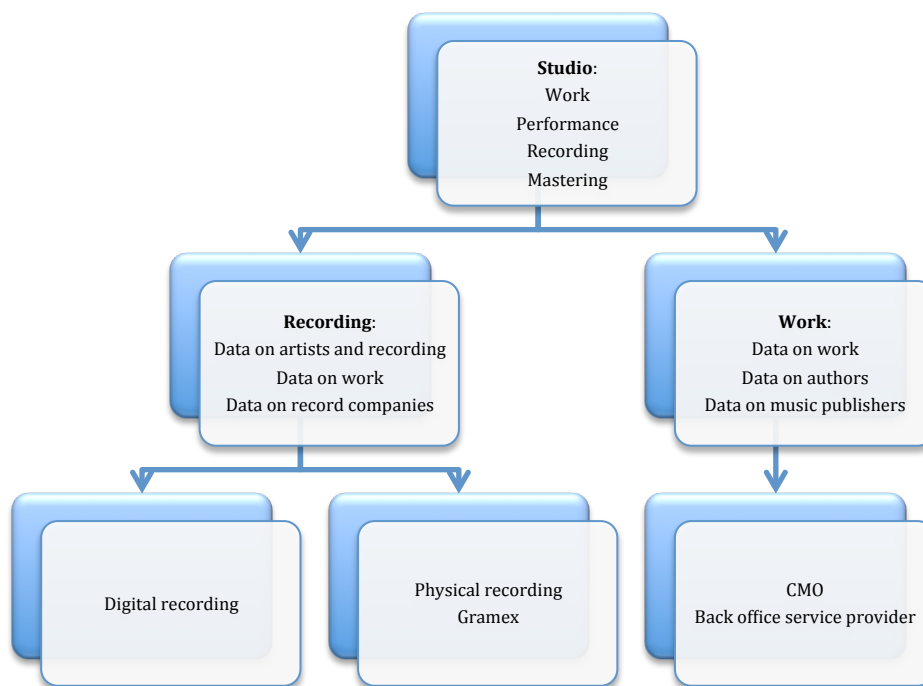 Studio:
Work
Performance
Recording
Mastering
Recording:
Data on artists and recording
Data on work
Data on record companies
Work:
Data on work
Data on authors
Data on music publishers
Digital recording
Physical recording
Gramex
CMO
Back office service provider